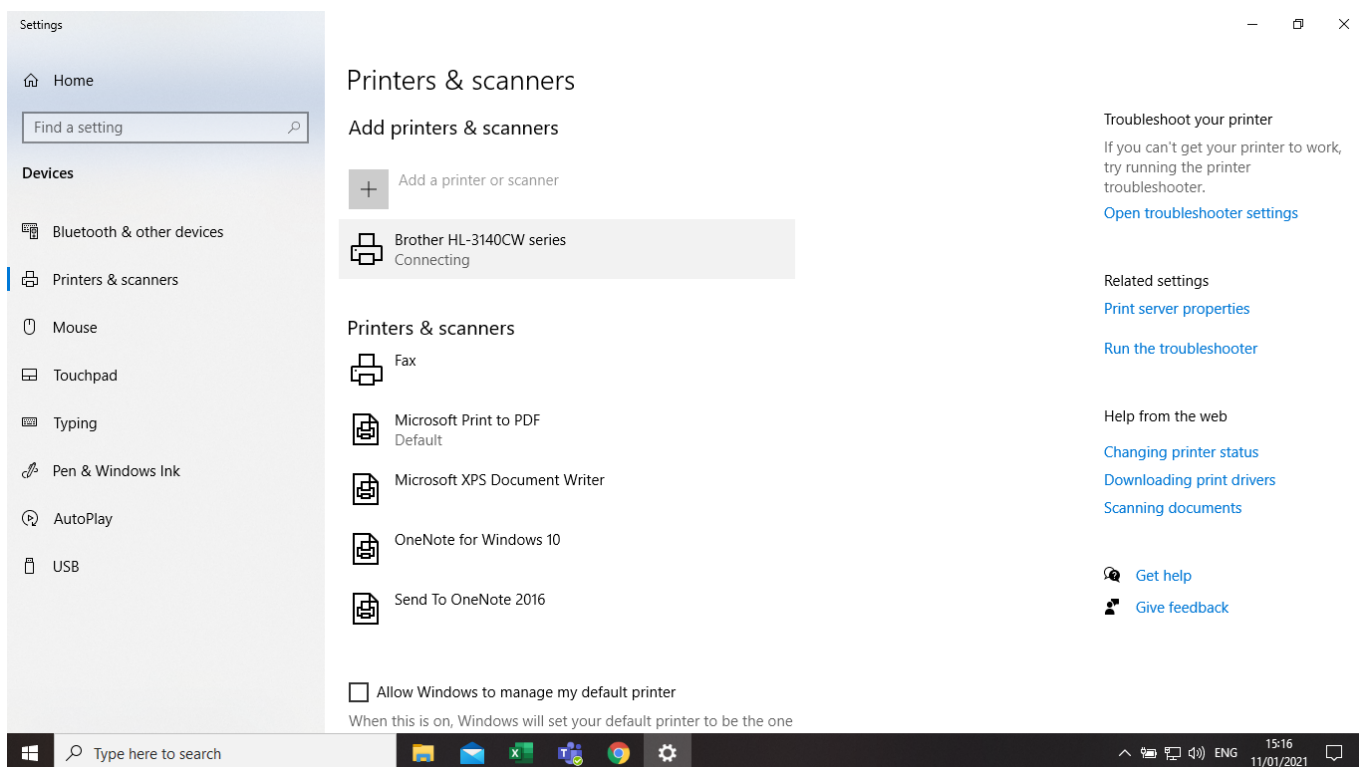 Settings
Home
Find a setting
Devices
Bluetooth & other devices
Printers & scanners
Mouse
Touchpad
Typing
Pen & Windows Ink
AutoPlay
USB
Printers & scanners
Add printers & scanners
Add a printer or scanner
Brother HL-3140CW series
Connecting
Printers & scanners
Fax
Microsoft Print to PDF
Default
Microsoft XPS Document Writer
OneNote for Windows 10
Send To OneNote 2016
Allow Windows to manage my default printer
When this is on, Windows will set your default printer to be the one
Troubleshoot your printer
If you can't get your printer to work,
try running the printer
troubleshooter.
Open troubleshooter settings
Related settings
Print server properties
Run the troubleshooter
Help from the web
Changing printer status
Downloading print drivers
Scanning documents
Get help
Give feedback
Type here to search
ENG
15:16
11/01/2021